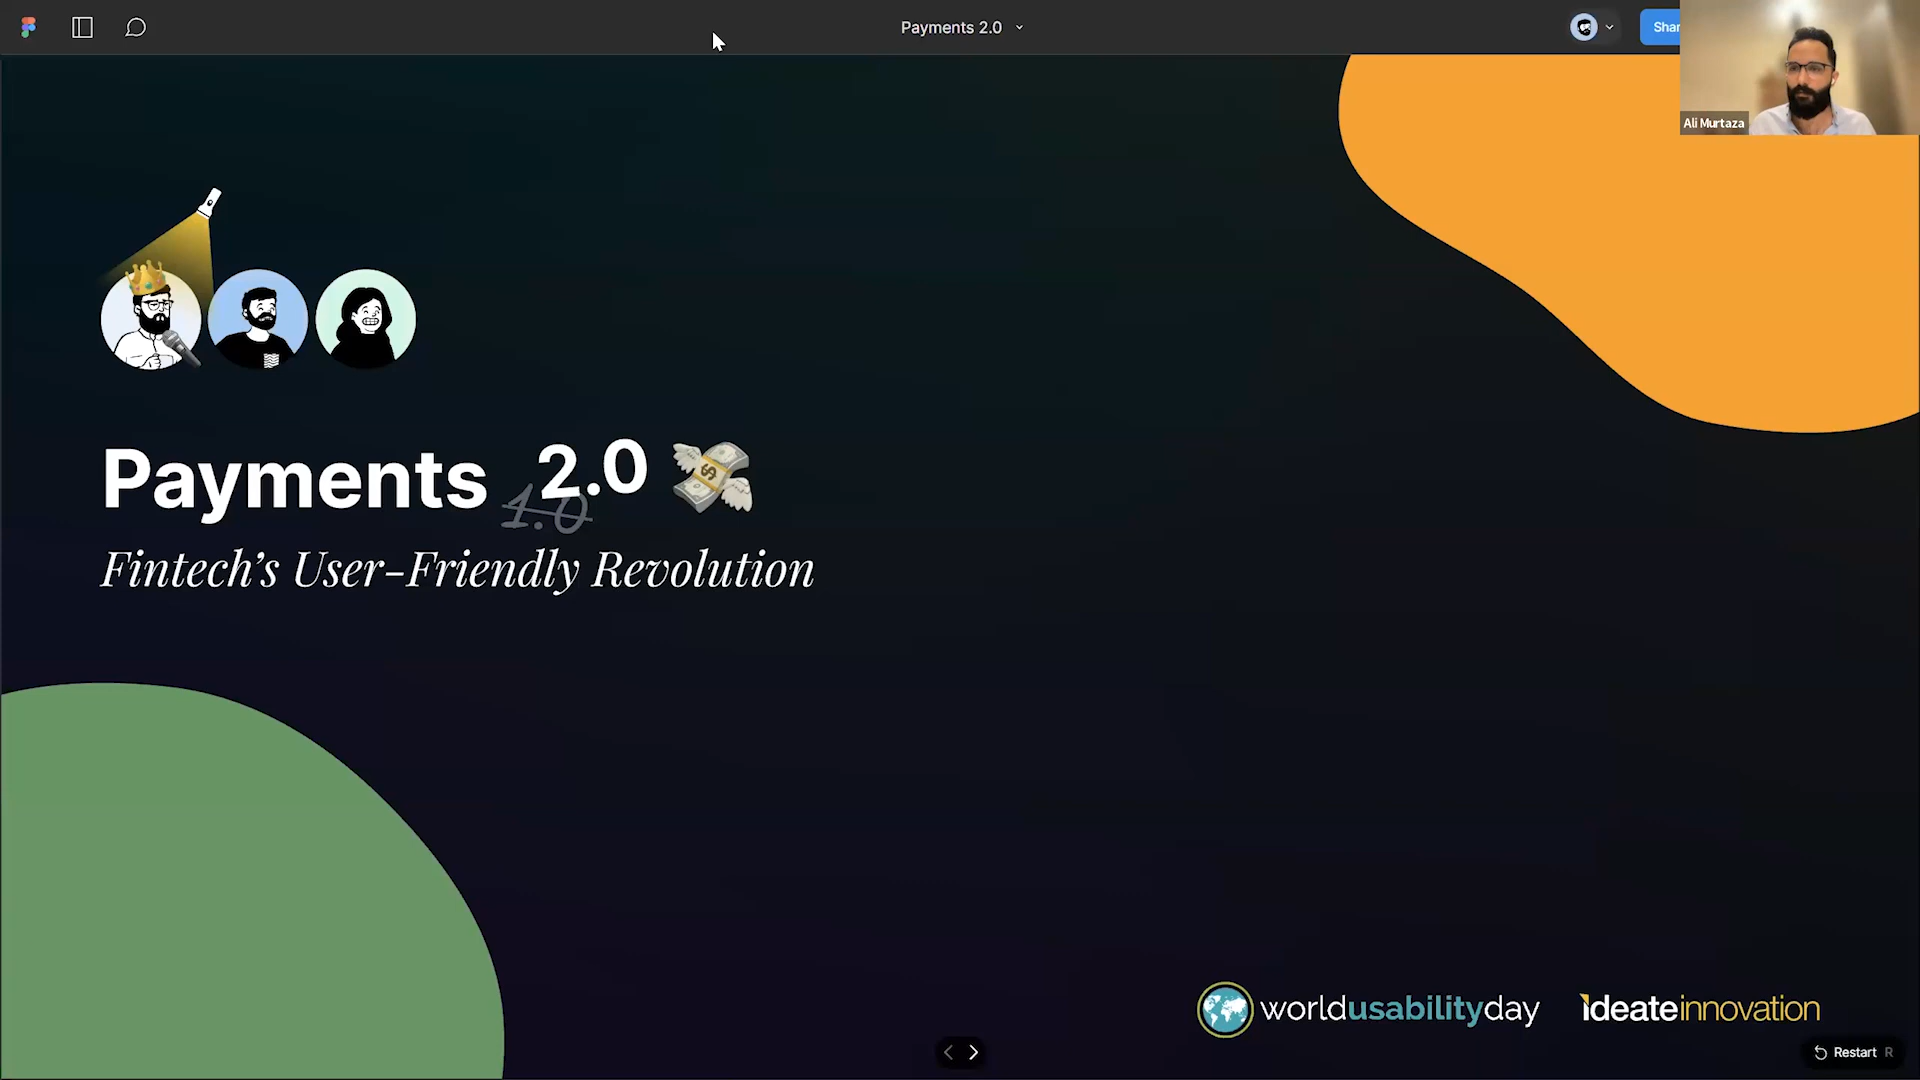 Payments 2.0
Shar
Ali Murtaza
Payments 1.0 2.0
Fintech’s User-Friendly Revolution
worldusabilityday
ideateinnovation
Restart R